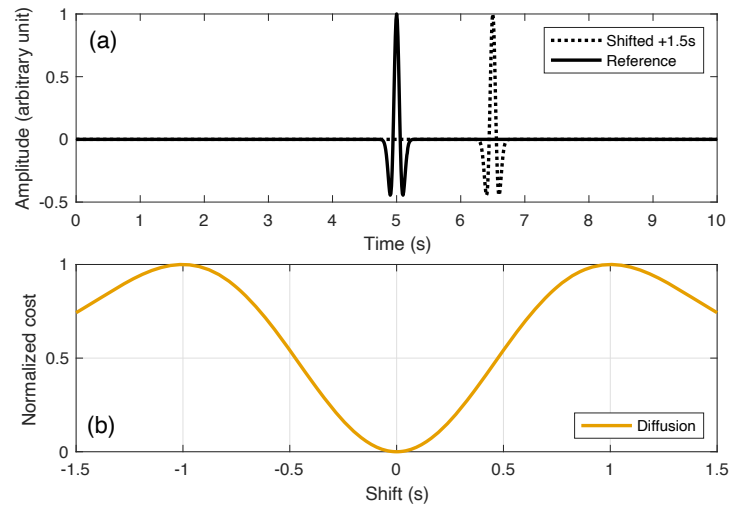 (a)
Shifted +1.5s
Reference
Amplitude (arbitrary unit)
1
0.5
0
-0.5
0 1 2 3 4 5 6 7 8 9 10
Time (s)
Normalized cost
1
0.5
0
(b)
Diffusion
-1.5 -1 -0.5 0 0.5 1 1.5
Shift (s)